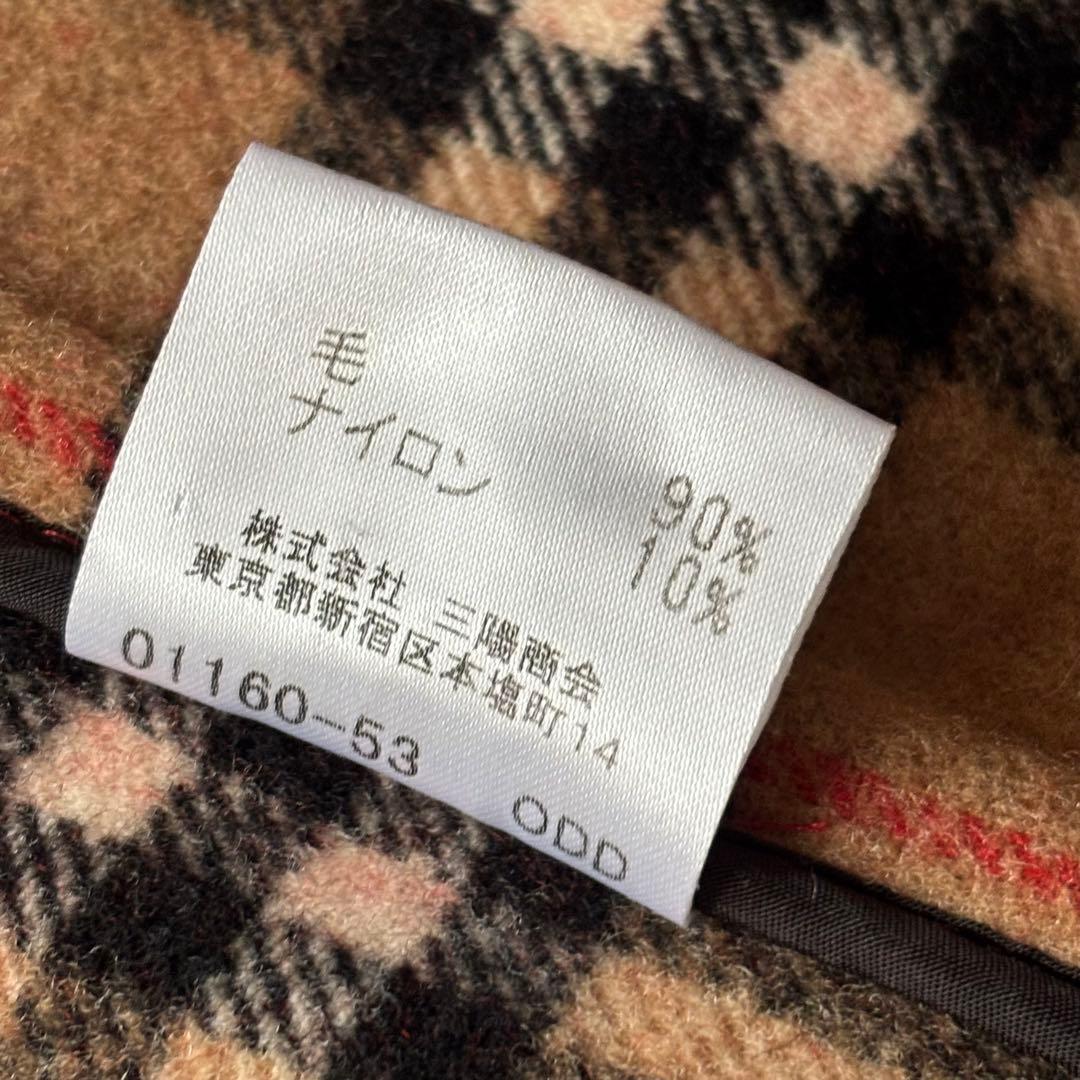 毛 90%
ナイロン 10%
株式会社 三陽商会
東京都新宿区本塩町14
01160-53 ODD